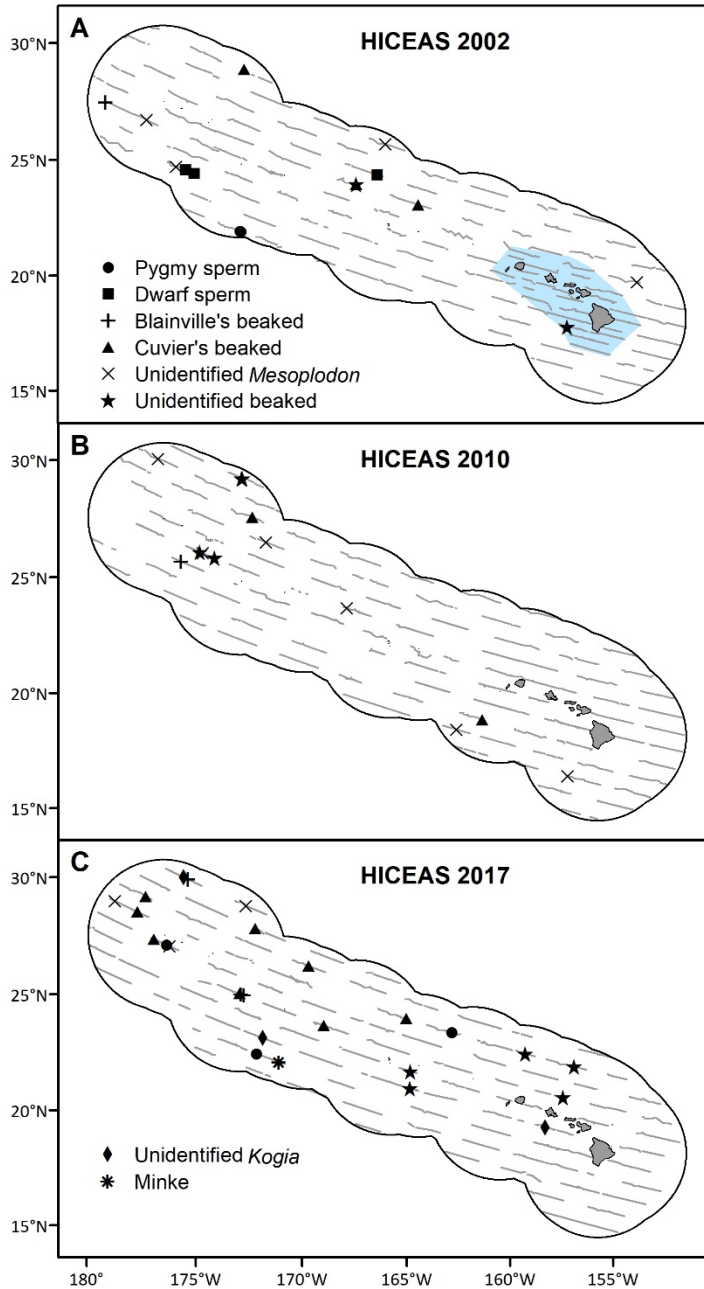 A
HICEAS 2002
30°N
25°N
20°N
15°N
Pygmy sperm
Dwarf sperm
Blainville's beaked
Cuvier's beaked
Unidentified Mesoplodon
Unidentified beaked
B
HICEAS 2010
30°N
25°N
20°N
15°N
C
HICEAS 2017
30°N
25°N
20°N
15°N
Unidentified Kogia
Minke
180° 175°W 170°W 165°W 160°W 155°W